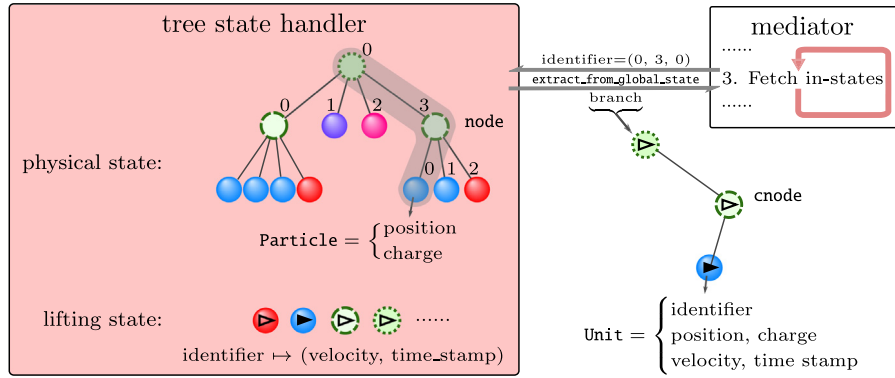 tree state handler
mediator
0
identifier=(0, 3, 0)
......
extract_from_global_state
3. Fetch in-states
......
branch
0
1
2
3
node
physical state:
0
1
2
cnode
Particle = { position
charge
lifting state:
......
identifier ↦ (velocity, time_stamp)
Unit = { identifier
position, charge
velocity, time stamp